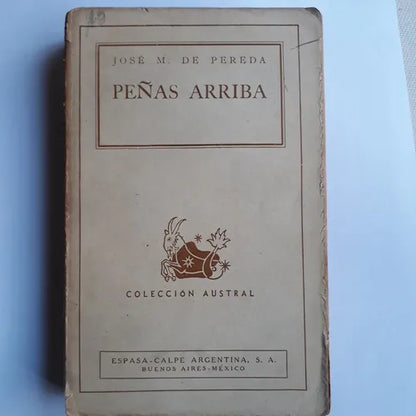 JOSÉ M. DE PEREDA
PEÑAS ARRIBA
COLECCIÓN AUSTRAL
ESPASA-CALPE ARGENTINA, S. A.
BUENOS AIRES-MÉXICO